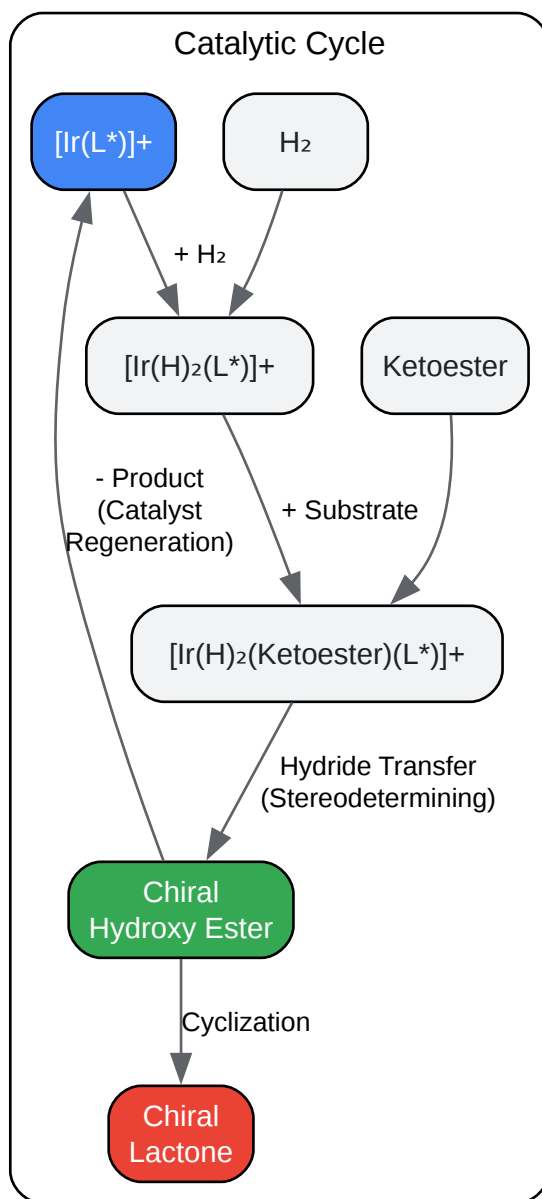 Catalytic Cycle
[Ir(L*)]+
H₂
+ H₂
[Ir(H)₂(L*)]+
Ketoester
- Product
(Catalyst
Regeneration)
+ Substrate
[Ir(H)₂(Ketoester)(L*)]+
Hydride Transfer
(Stereodetermining)
Chiral
Hydroxy Ester
Cyclization
Chiral
Lactone